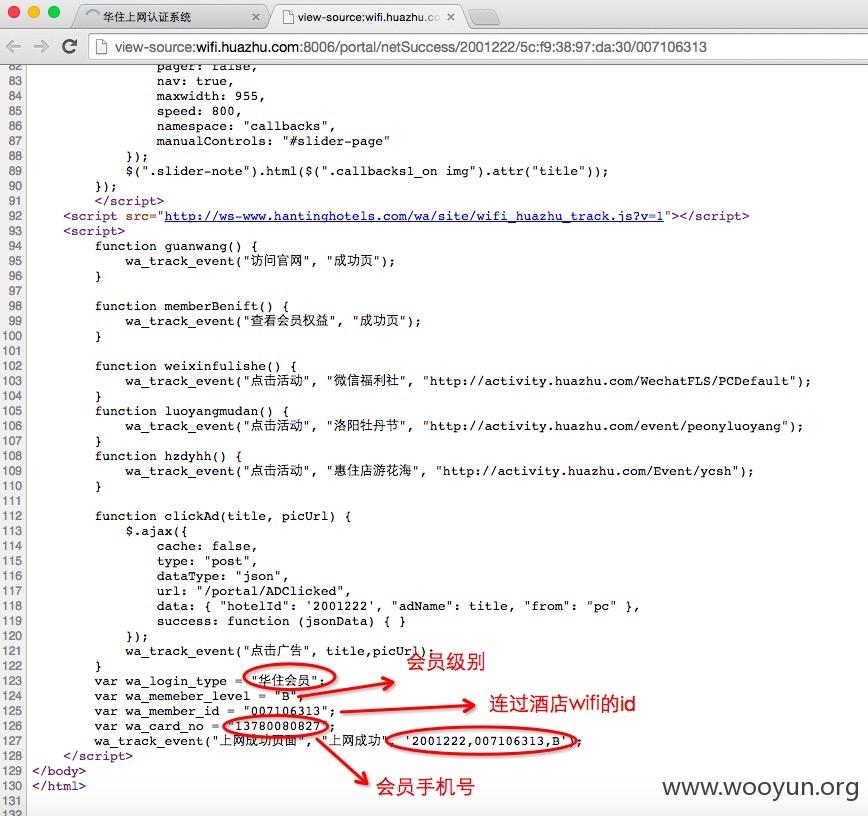 华住上网认证系统
view-source:wifi.huazhu.co
view-source:wifi.huazhu.com:8006/portal/netSuccess/2001222/5c:f9:38:97:da:30/007106313
82 pager: false,
83 nav: true,
84 maxwidth: 955,
85 speed: 800,
86 namespace: "callbacks",
87 manualControls: "#slider-page"
88 });
89 $(".slider-note").html($(".callbacks1_on img").attr("title"));
90 });
91 </script>
92 <script src="http://ws-www.hantinghotels.com/wa/site/wifi_huazhu_track.js?v=1"></script>
93 <script>
94 function guanwang() {
95 wa_track_event("访问官网", "成功页");
96 }
97
98 function memberBenift() {
99 wa_track_event("查看会员权益", "成功页");
100 }
101
102 function weixinfulishe() {
103 wa_track_event("点击活动", "微信福利社", "http://activity.huazhu.com/WechatFLS/PCDefault");
104 }
105 function luoyangmudan() {
106 wa_track_event("点击活动", "洛阳牡丹节", "http://activity.huazhu.com/event/peonyluoyang");
107 }
108 function hzdyhh() {
109 wa_track_event("点击活动", "惠住店游花海", "http://activity.huazhu.com/Event/ycsh");
110 }
111
112 function clickAd(title, picUrl) {
113 $.ajax({
114 cache: false,
115 type: "post",
116 dataType: "json",
117 url: "/portal/ADClicked",
118 data: { "hotelId": '2001222', "adName": title, "from": "pc" },
119 success: function (jsonData) { }
120 });
121 wa_track_event("点击广告", title,picUrl);
122 }
会员级别
123 var wa_login_type = "华住会员";
124 var wa_memeber_level = "B";
125 var wa_member_id = "007106313";
连过酒店wifi的id
126 var wa_card_no = "13780080827";
127 wa_track_event("上网成功页面", "上网成功", '2001222,007106313,B');
128 </script>
129 </body>
130 </html>
会员手机号
www.wooyun.org
131
132